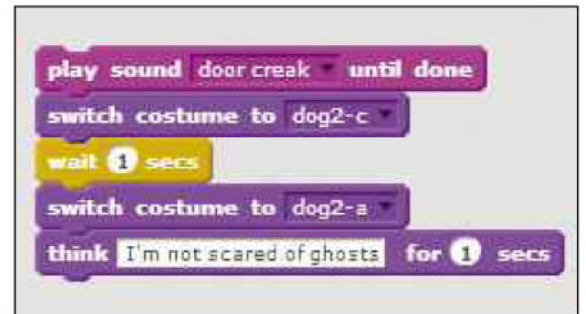 play sound door creak until done
switch costume to dog2-c
wait 1 secs
switch costume to dog2-a
think I'm not scared of ghosts for 1 secs